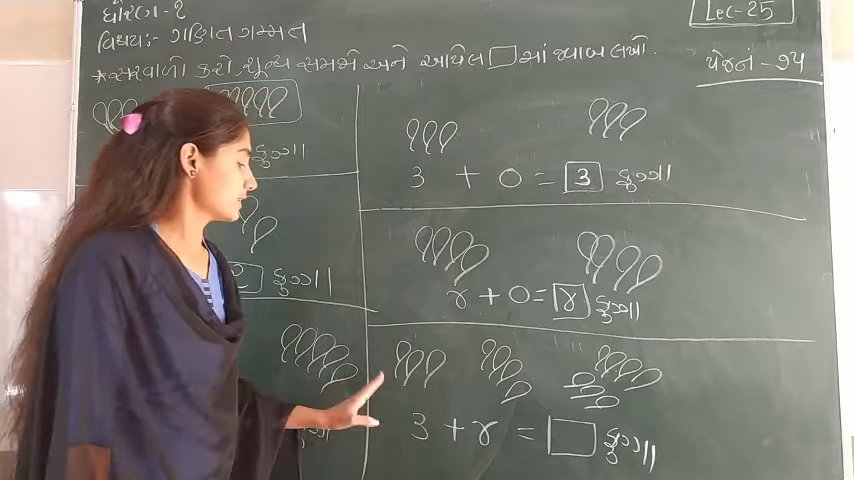 ધોરણ-૧
Lec-25
વિષય:- ગણિત ગમ્મત
*સરવાળો કરો, શૂન્ય સમજો અને આપેલ □ માં જવાબ લખો.
પેજ નં - ૭૫
ફુગ્ગા
૩ + ૦ = ૩ ફુગ્ગા
૨ ફુગ્ગા
૪ + ૦ = ૪ ફુગ્ગા
૩ + ૪ = □ ફુગ્ગા